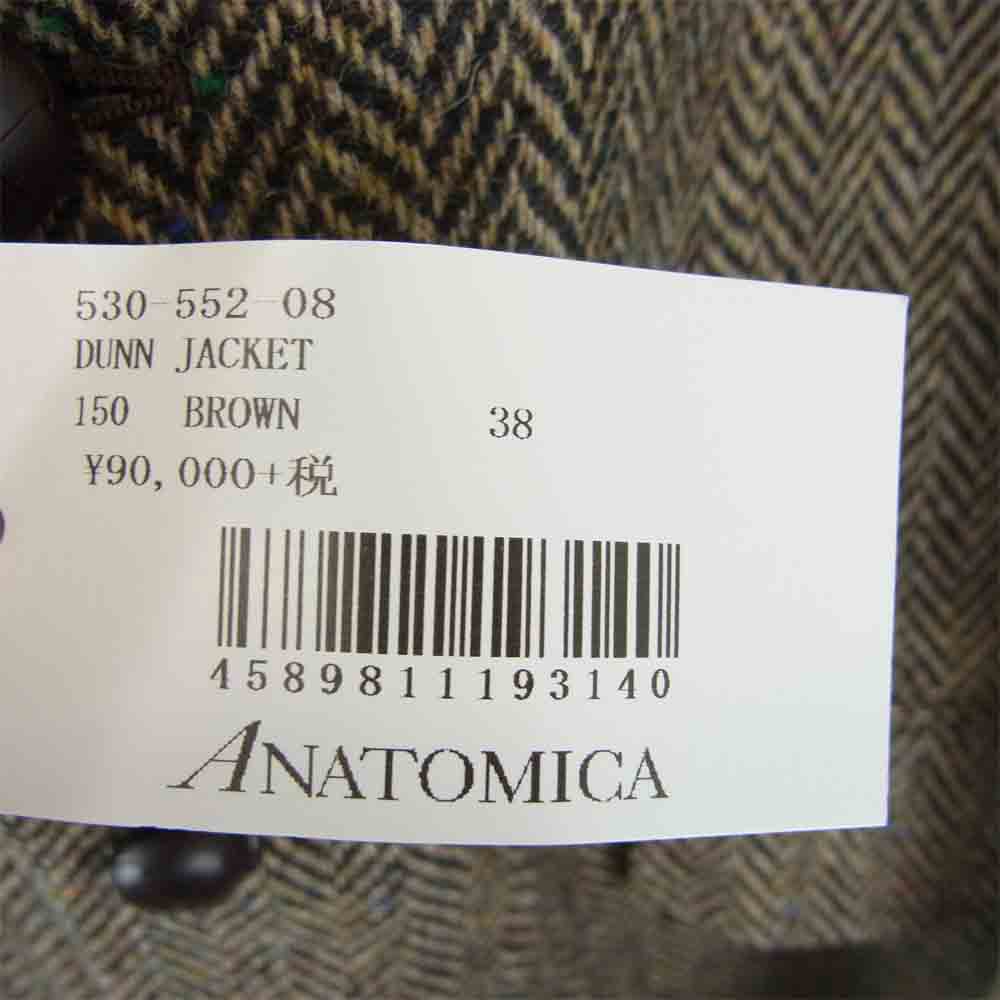 530-552-08
DUNN JACKET
150 BROWN 38
¥90,000+税
4589811193140
ANATOMICA